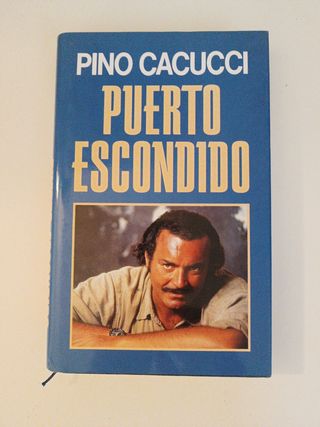 PINO CACUCCI
PUERTO
ESCONDIDO